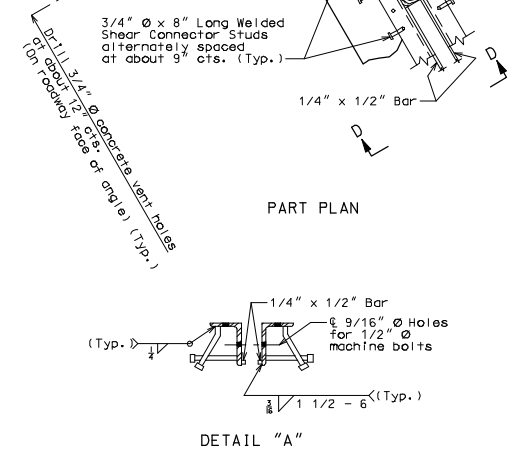 3/4" Ø x 8" Long Welded
Shear Connector Studs
alternately spaced
at about 9" cts. (Typ.)
D
1/4" x 1/2" Bar
D
Drill 3/4" Ø concrete vent holes
at about 12" cts.
(On roadway face of angle) (Typ.)
PART PLAN
1/4" x 1/2" Bar
℄ 9/16" Ø Holes
for 1/2" Ø
machine bolts
(Typ.)
1/4
3/16
1 1/2 - 6
(Typ.)
DETAIL "A"